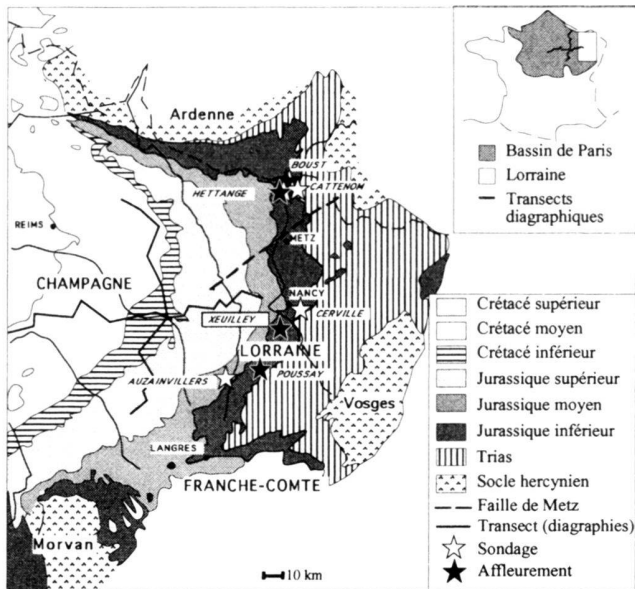 Ardenne
BOUST
HETTANGE
CATTENOM
REIMS
METZ
CHAMPAGNE
NANCY
XEUILLEY
CERVILLE
LORRAINE
AUZAINVILLERS
POUSSAY
Vosges
LANGRES
FRANCHE-COMTE
Morvan
10 km
Bassin de Paris
Lorraine
Transects
diagraphiques
Crétacé supérieur
Crétacé moyen
Crétacé inférieur
Jurassique supérieur
Jurassique moyen
Jurassique inférieur
Trias
Socle hercynien
Faille de Metz
Transect (diagraphies)
Sondage
Affleurement